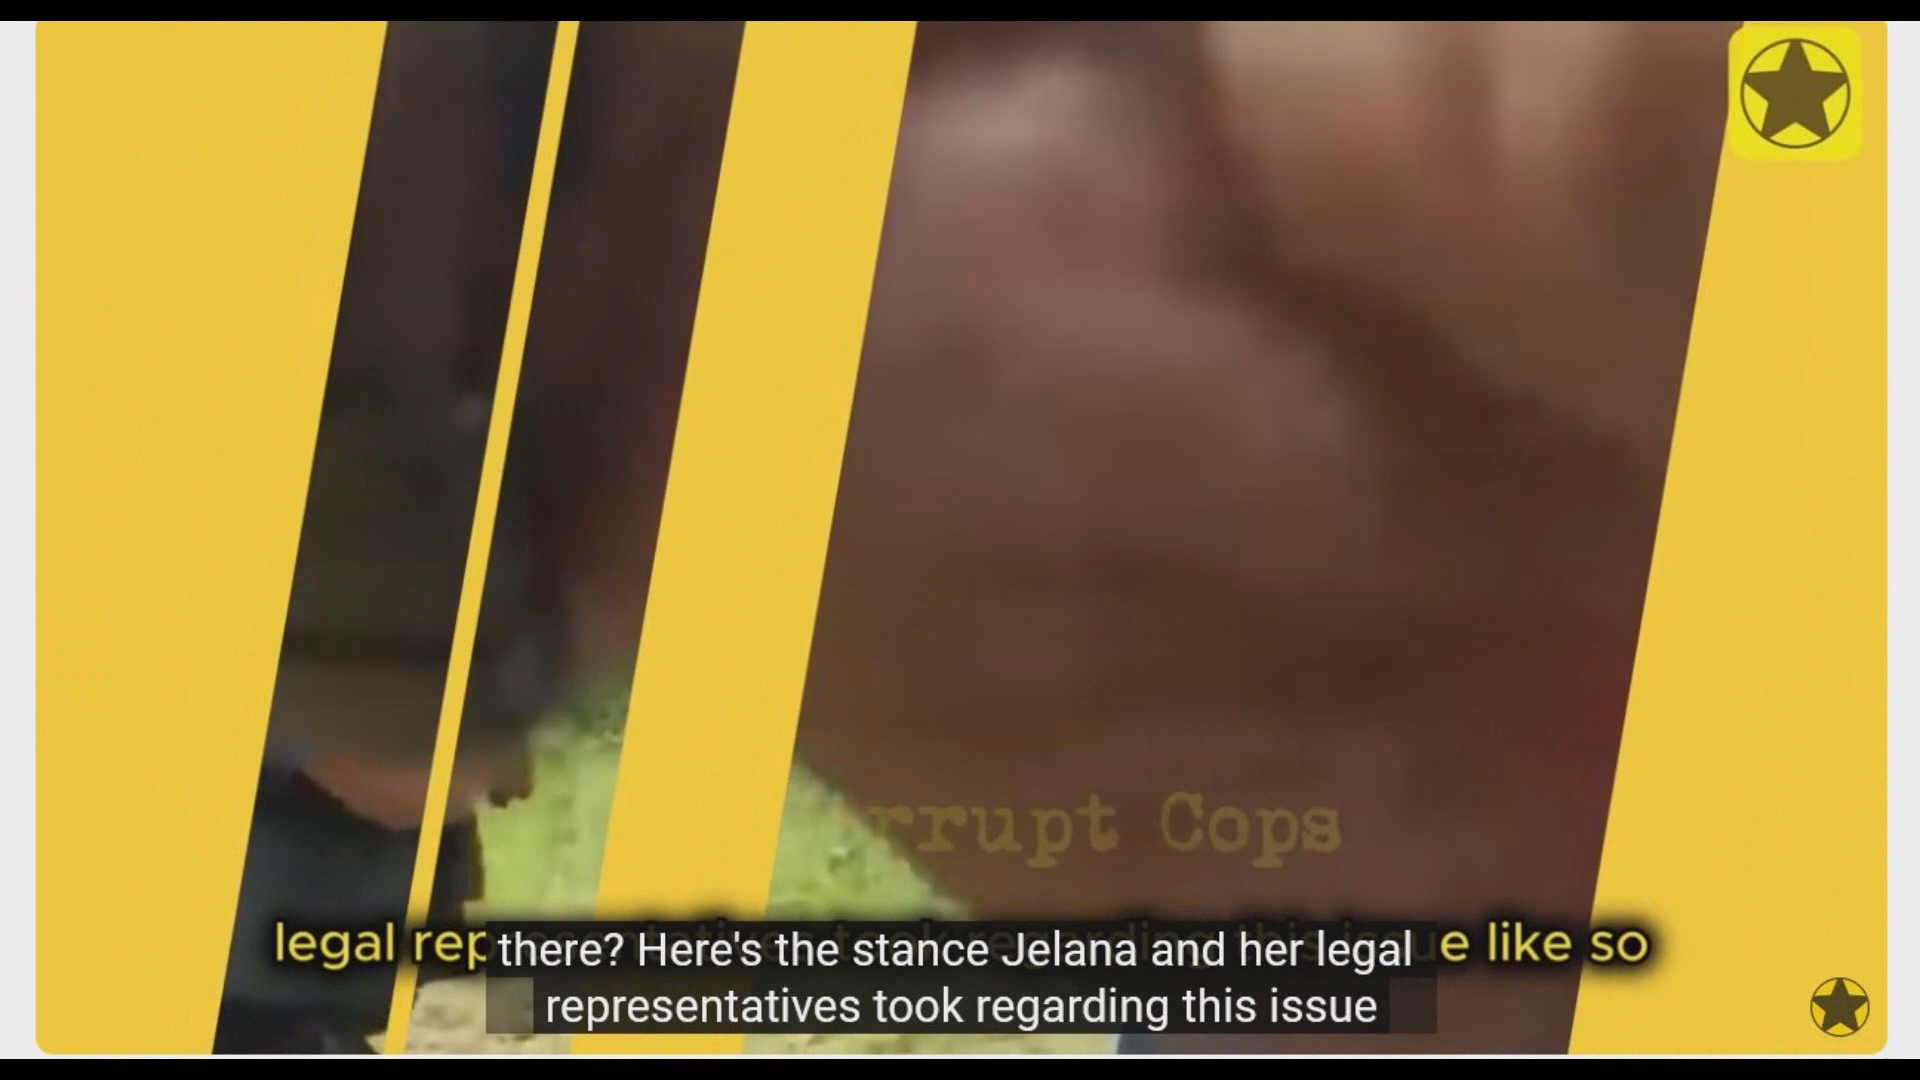 rrupt Cops
legal rep
e like so
there? Here's the stance Jelana and her legal
representatives took regarding this issue